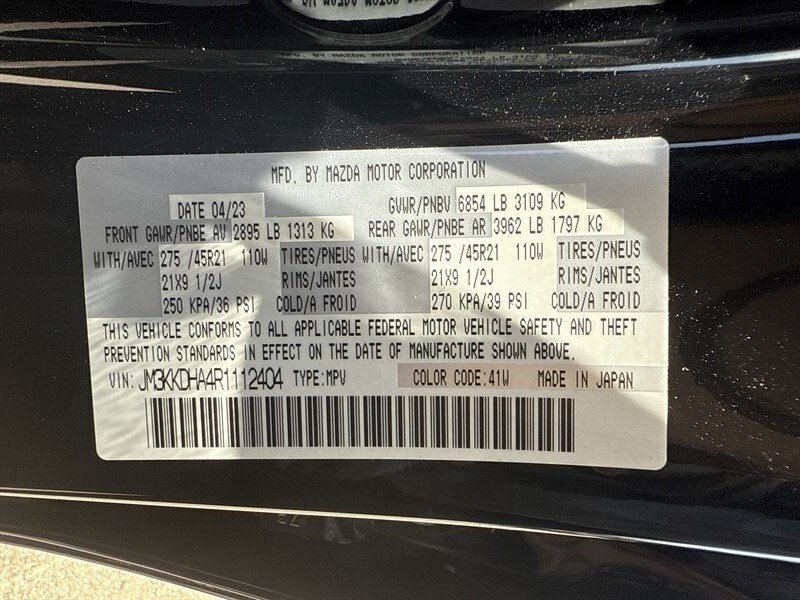 MFD. BY MAZDA MOTOR CORPORATION
DATE 04/23 GVWR/PNBV 6854 LB 3109 KG
FRONT GAWR/PNBE AV 2895 LB 1313 KG REAR GAWR/PNBE AR 3962 LB 1797 KG
WITH/AVEC 275 /45R21 110W TIRES/PNEUS WITH/AVEC 275 /45R21 110W TIRES/PNEUS
21X9 1/2J RIMS/JANTES 21X9 1/2J RIMS/JANTES
250 KPA/36 PSI COLD/A FROID 270 KPA/39 PSI COLD/A FROID
THIS VEHICLE CONFORMS TO ALL APPLICABLE FEDERAL MOTOR VEHICLE SAFETY AND THEFT
PREVENTION STANDARDS IN EFFECT ON THE DATE OF MANUFACTURE SHOWN ABOVE.
VIN: JM3KKDHA4R1112404 TYPE:MPV COLOR CODE:41W MADE IN JAPAN